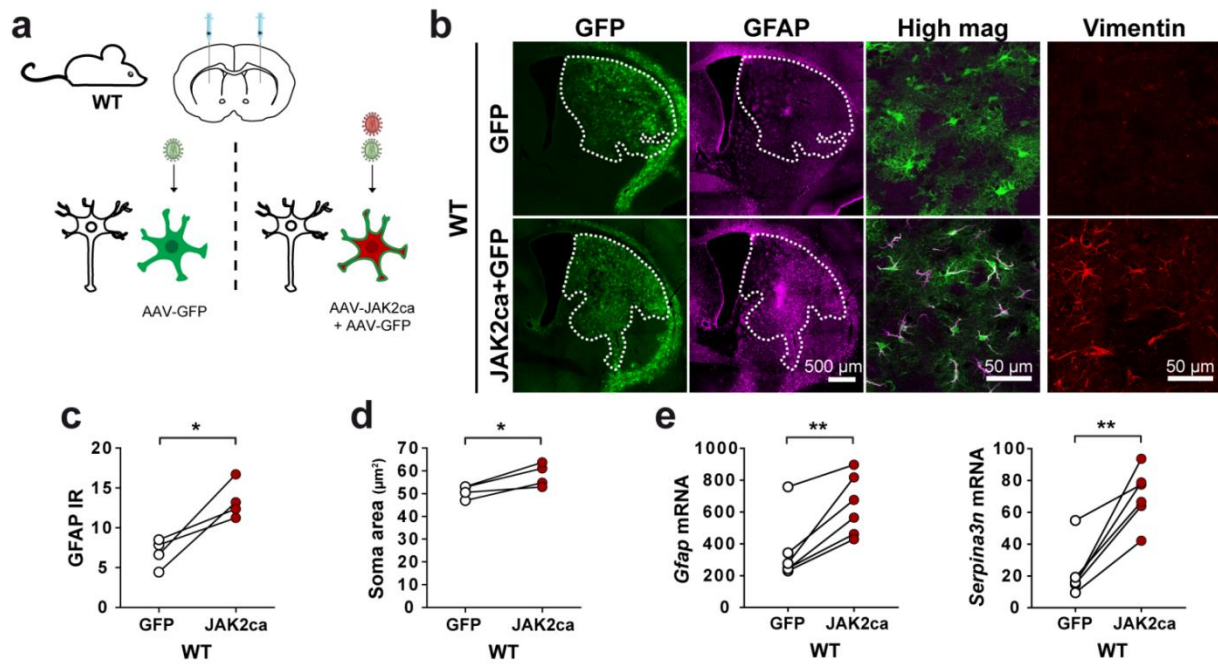 a
WT
AAV-GFP
AAV-JAK2ca
+ AAV-GFP
b
GFP GFAP High mag Vimentin
WT
GFP
JAK2ca+GFP
500 µm
50 µm
50 µm
c
*
GFAP IR
20
15
10
5
0
GFP JAK2ca
WT
d
*
Soma area (µm²)
70
60
50
40
30
20
10
0
GFP JAK2ca
WT
e
**
Gfap mRNA
1000
800
600
400
200
0
GFP JAK2ca
WT
**
Serpina3n mRNA
100
80
60
40
20
0
GFP JAK2ca
WT